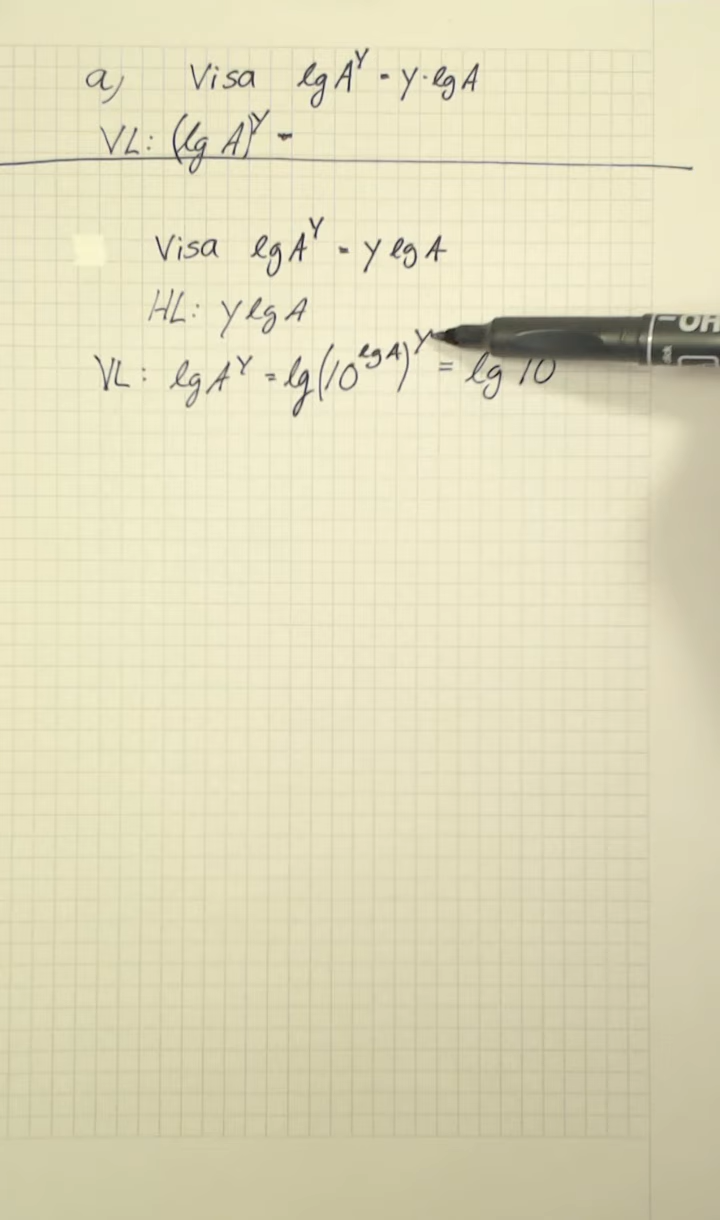 a) Visa lg A^y = y · lg A
VL: (lg A)^y =
Visa lg A^y = y lg A
HL: y lg A
VL: lg A^y = lg (10^lg A)^y = lg 10